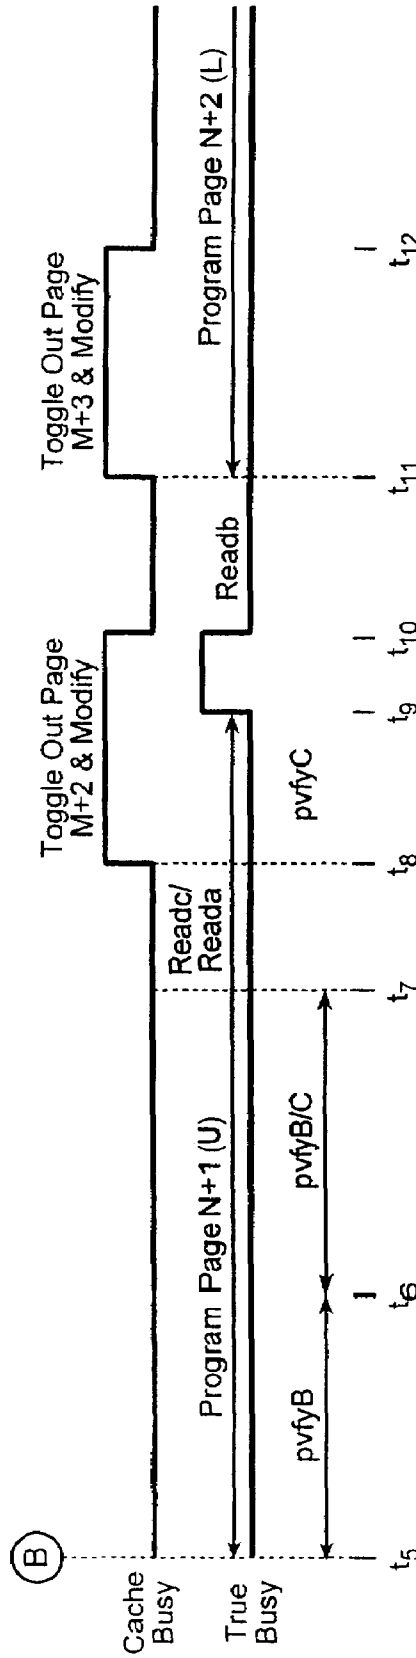 B
Toggle Out Page
M+2 & Modify
Toggle Out Page
M+3 & Modify
Cache
Busy
Readc/
Reada
True
Busy
Program Page N+1 (U)
Readb
Program Page N+2 (L)
pvfyB
pvfyB/C
pvfyC
t5
t6
t7
t8
t9
t10
t11
t12